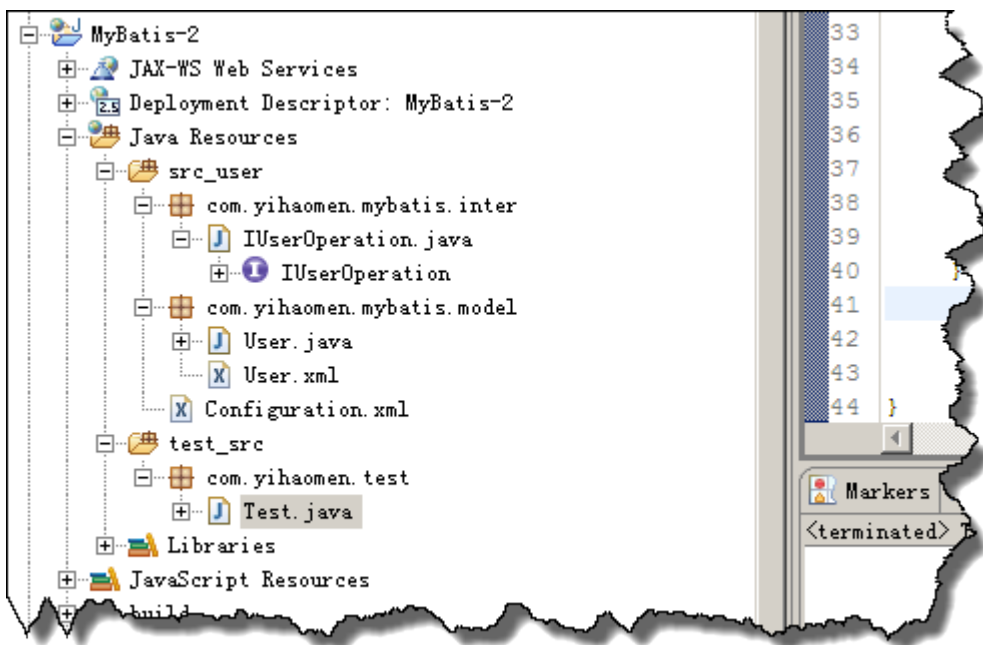 MyBatis-2
JAX-WS Web Services
Deployment Descriptor: MyBatis-2
Java Resources
src_user
com.yihaomen.mybatis.inter
IUserOperation.java
IUserOperation
com.yihaomen.mybatis.model
User.java
User.xml
Configuration.xml
test_src
com.yihaomen.test
Test.java
Libraries
JavaScript Resources
build
33
34
35
36
37
38
39
40 }
41
42
43
44 }
Markers
<terminated>